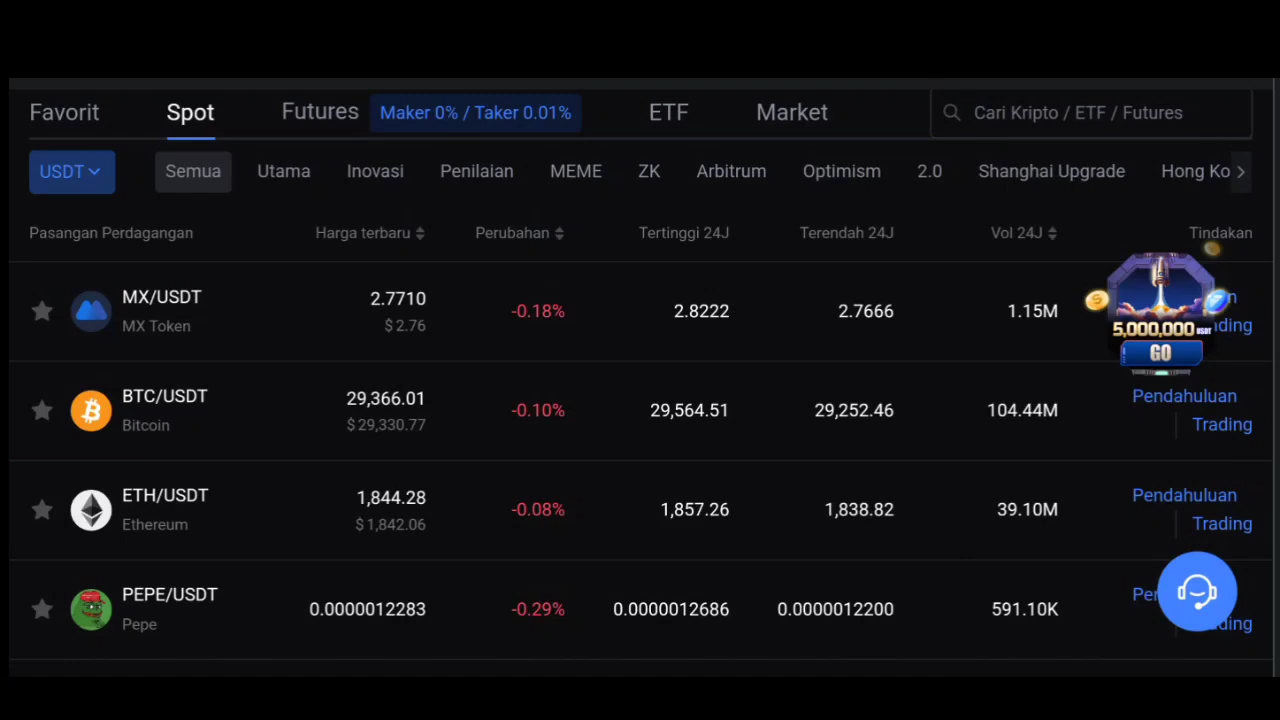 Favorit Spot Futures Maker 0% / Taker 0.01% ETF Market Cari Kripto / ETF / Futures
USDT Semua Utama Inovasi Penilaian MEME ZK Arbitrum Optimism 2.0 Shanghai Upgrade Hong Ko
Pasangan Perdagangan Harga terbaru Perubahan Tertinggi 24J Terendah 24J Vol 24J Tindakan
MX/USDT 2.7710 -0.18% 2.8222 2.7666 1.15M
MX Token $ 2.76
5,000,000 USDT
GO
BTC/USDT 29,366.01 -0.10% 29,564.51 29,252.46 104.44M Pendahuluan
Bitcoin $ 29,330.77 Trading
ETH/USDT 1,844.28 -0.08% 1,857.26 1,838.82 39.10M Pendahuluan
Ethereum $ 1,842.06 Trading
PEPE/USDT 0.0000012283 -0.29% 0.0000012686 0.0000012200 591.10K
Pepe